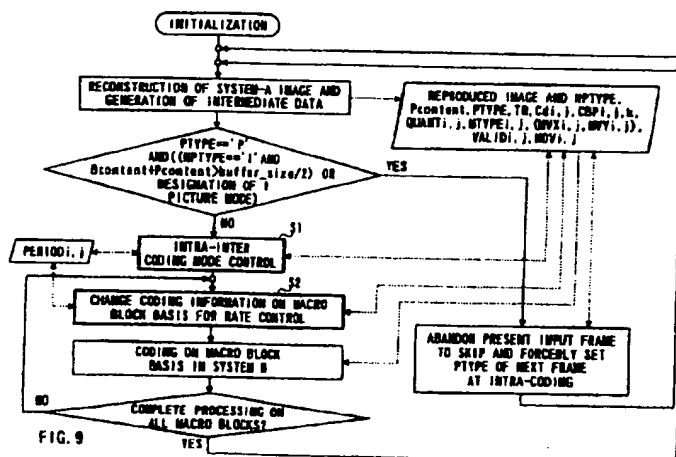 INITIALIZATION
RECONSTRUCTION OF SYSTEM-A IMAGE AND
GENERATION OF INTERMEDIATE DATA
REPRODUCED IMAGE AND NPTYPE,
Pcontent, PTYPE, TR, Cdi, j, CBPi, j, k,
QUANTi, j, MTYPEi, j, (MVXi, j, MVYi, j),
VALIDi, j, MOVi, j
PTYPE=='P'
AND((NPTYPE=='I' AND
Bcontent+Pcontent>buffer_size/2) OR
DESIGNATION OF I
PICTURE MODE)
YES
NO
S1
PERIODi, j
INTRA-INTER
CODING MODE CONTROL
S2
CHANGE CODING INFORMATION ON MACRO
BLOCK BASIS FOR RATE CONTROL
CODING ON MACRO BLOCK
BASIS IN SYSTEM B
ABANDON PRESENT INPUT FRAME
TO SKIP AND FORCEBLY SET
PTYPE OF NEXT FRAME
AT INTRA-CODING
NO
COMPLETE PROCESSING ON
ALL MACRO BLOCKS?
YES
FIG. 9